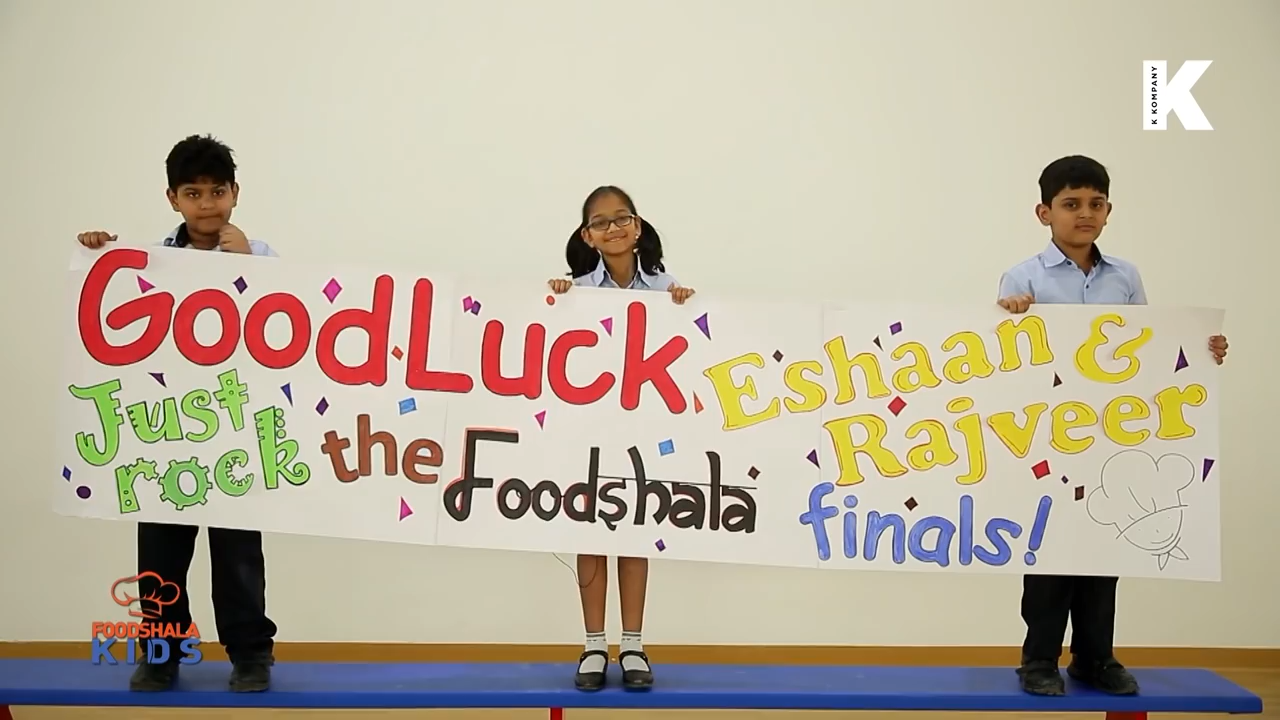 K KOMPANY
K
Good Luck Eshaan &
Rajveer
Just rock the Foodshala finals!
FOODSHALA
KIDS